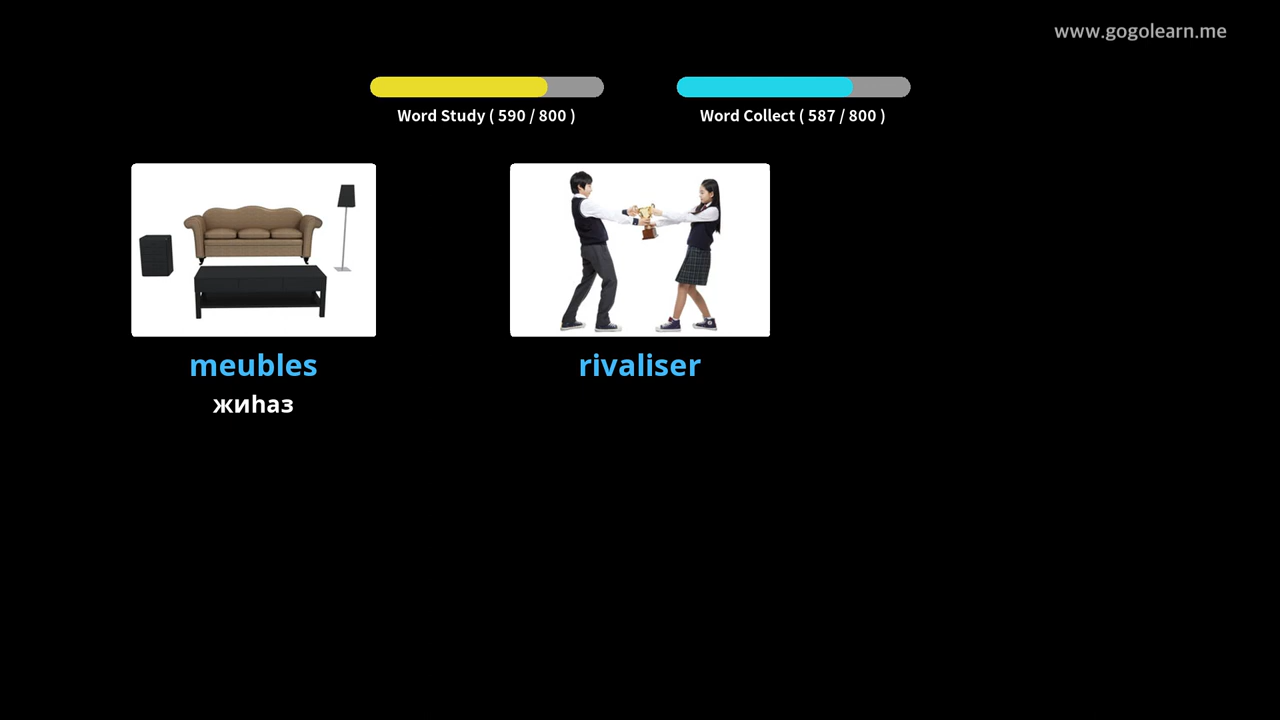 www.gogolearn.me
Word Study ( 590 / 800 )
Word Collect ( 587 / 800 )
meubles
rivaliser
жиһаз